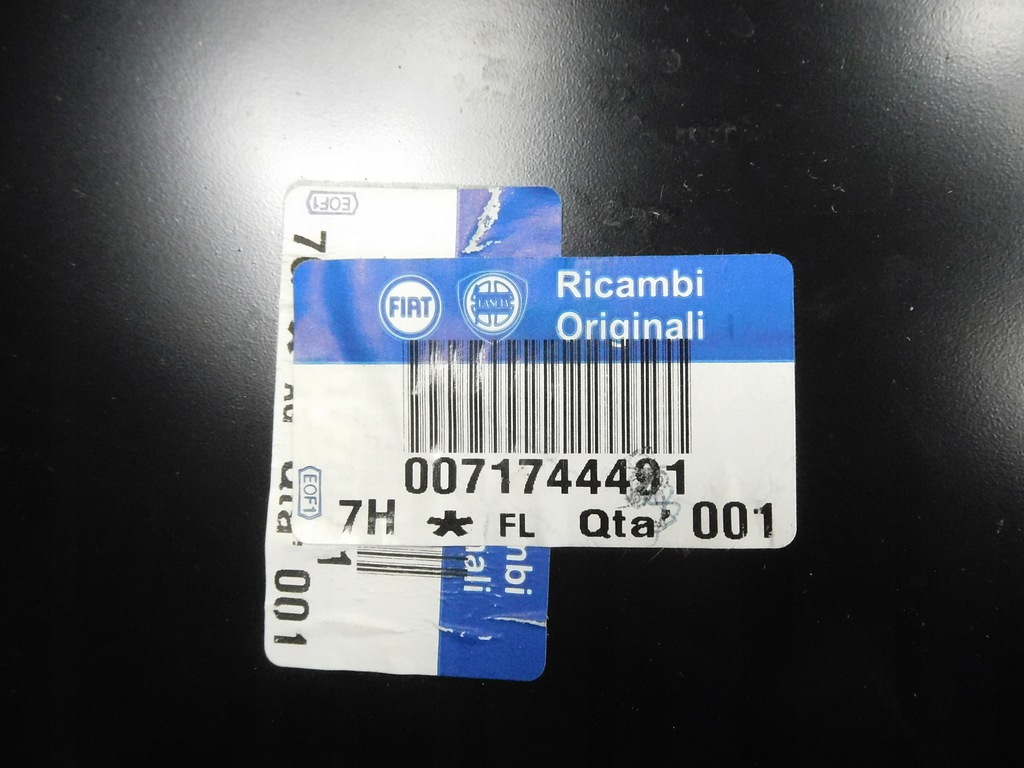 FIAT
LANCIA
Ricambi
Originali
0071744491
EOF1
7H * FL Qta' 001
EOF1
001